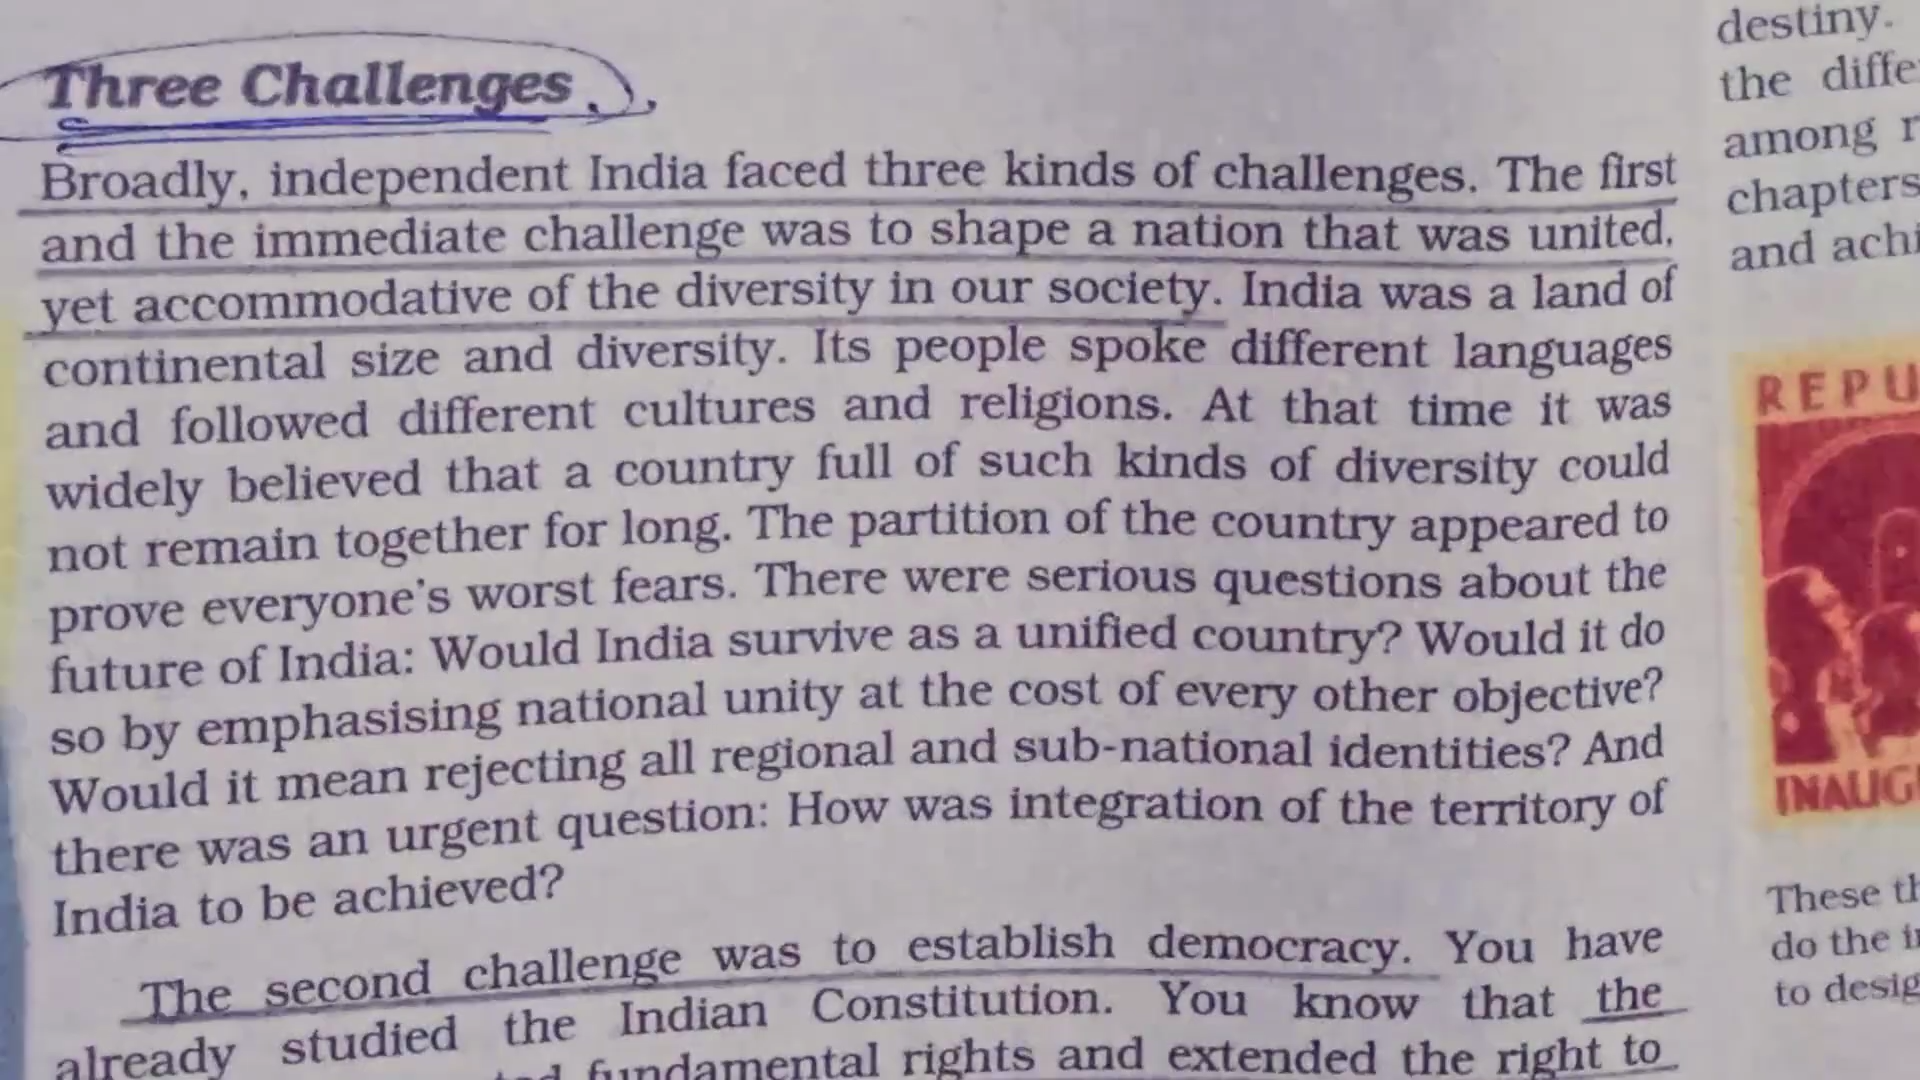 Three Challenges
Broadly, independent India faced three kinds of challenges. The first
and the immediate challenge was to shape a nation that was united,
yet accommodative of the diversity in our society. India was a land of
continental size and diversity. Its people spoke different languages
and followed different cultures and religions. At that time it was
widely believed that a country full of such kinds of diversity could
not remain together for long. The partition of the country appeared to
prove everyone's worst fears. There were serious questions about the
future of India: Would India survive as a unified country? Would it do
so by emphasising national unity at the cost of every other objective?
Would it mean rejecting all regional and sub-national identities? And
there was an urgent question: How was integration of the territory of
India to be achieved?
The second challenge was to establish democracy. You have
already studied the Indian Constitution. You know that the
fundamental rights and extended the right to
destiny.
the
among
chapters
and
These
do the
to